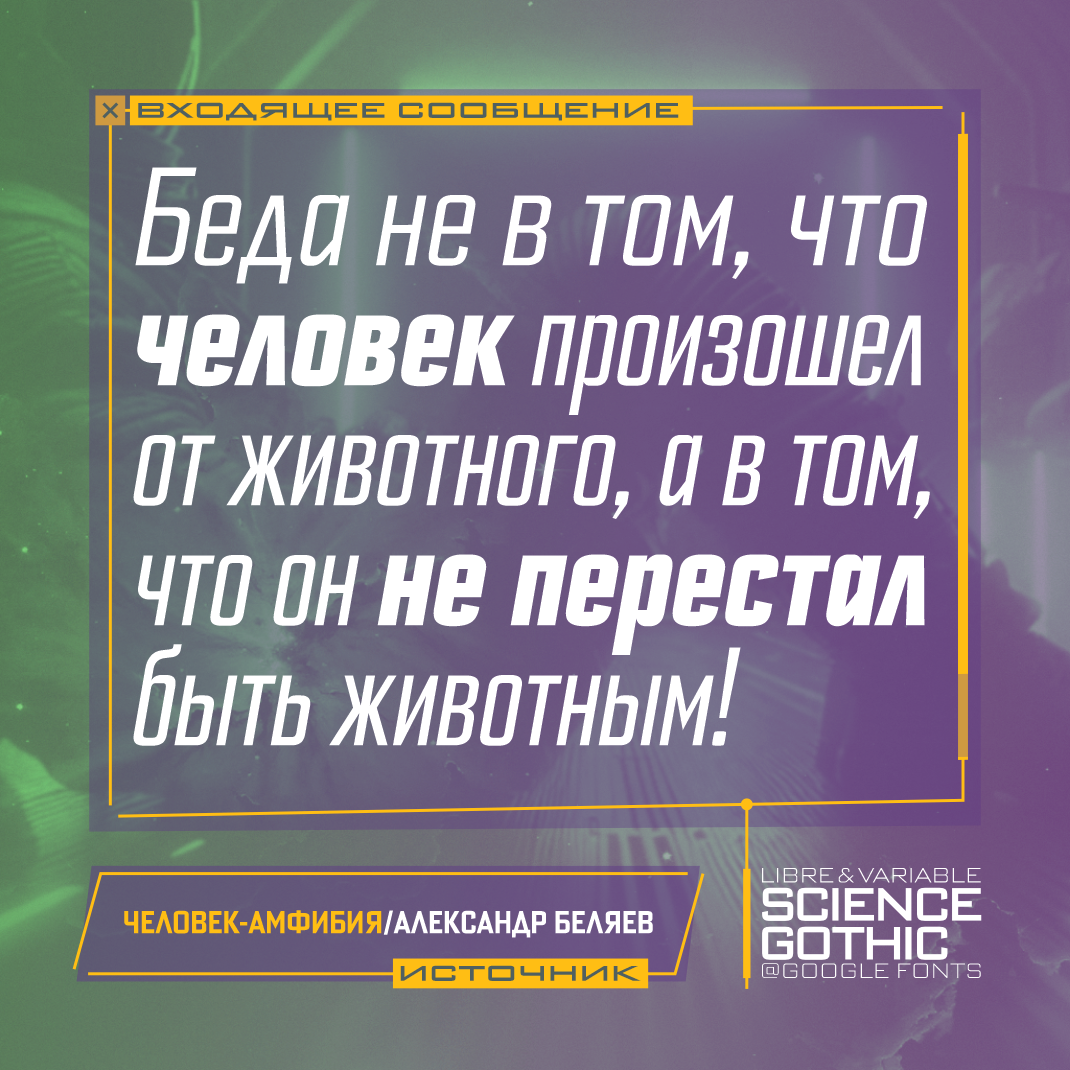 × ВХОДЯЩЕЕ СООБЩЕНИЕ
Беда не в том, что
человек произошел
от животного, а в том,
что он не перестал
быть животным!
ЧЕЛОВЕК-АМФИБИЯ/АЛЕКСАНДР БЕЛЯЕВ
ИСТОЧНИК
LIBRE & VARIABLE
SCIENCE
GOTHIC
@GOOGLE FONTS